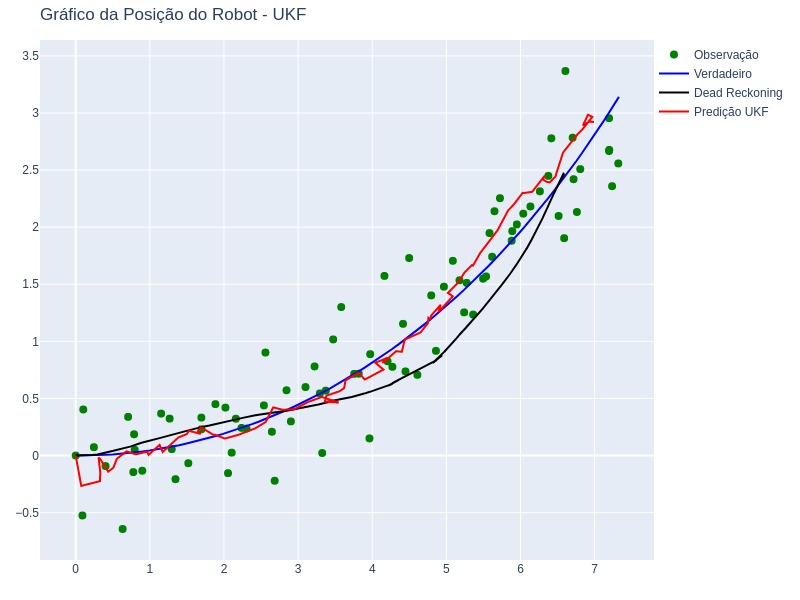 Gráfico da Posição do Robot - UKF
Observação
Verdadeiro
Dead Reckoning
Predição UKF
3.5
3
2.5
2
1.5
1
0.5
0
−0.5
0 1 2 3 4 5 6 7